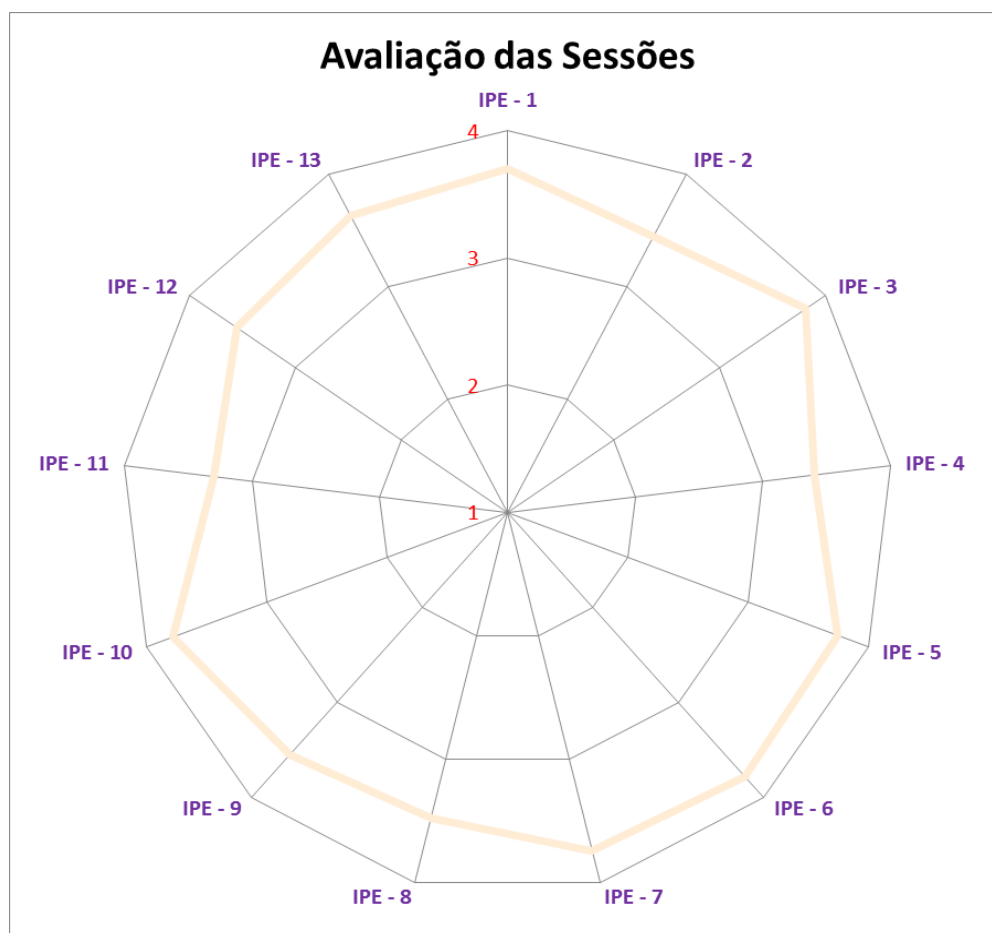 Avaliação das Sessões
IPE - 1
4
IPE - 13
IPE - 2
3
IPE - 12
IPE - 3
2
IPE - 11
IPE - 4
1
IPE - 10
IPE - 5
IPE - 9
IPE - 6
IPE - 8
IPE - 7